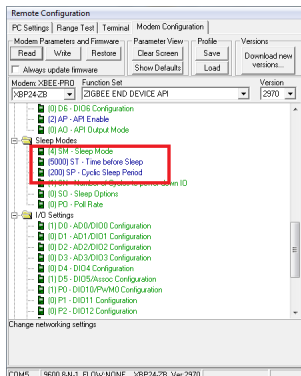 Remote Configuration
PC Settings Range Test Terminal Modem Configuration
Modem Parameters and Firmware Parameter View Profile Versions
Read Write Restore Clear Screen Save Download new versions...
Always update firmware Show Defaults Load
Modem: XBEE-PRO Function Set Version
XBP24-ZB ZIGBEE END DEVICE API 2970
(0) D6 - DIO6 Configuration
(2) AP - API Enable
(0) AO - API Output Mode
Sleep Modes
(4) SM - Sleep Mode
(5000) ST - Time before Sleep
(200) SP - Cyclic Sleep Period
(1) SN - Number of Cycles to power down IO
(0) SO - Sleep Options
(0) PO - Poll Rate
I/O Settings
(1) D0 - AD0/DIO0 Configuration
(0) D1 - AD1/DIO1 Configuration
(0) D2 - AD2/DIO2 Configuration
(0) D3 - AD3/DIO3 Configuration
(0) D4 - DIO4 Configuration
(1) D5 - DIO5/Assoc Configuration
(1) P0 - DIO10/PWM0 Configuration
(0) P1 - DIO11 Configuration
(0) P2 - DIO12 Configuration
Change networking settings
COM5 9600 8-N-1 FLOW:NONE XBP24-ZB Ver:2970